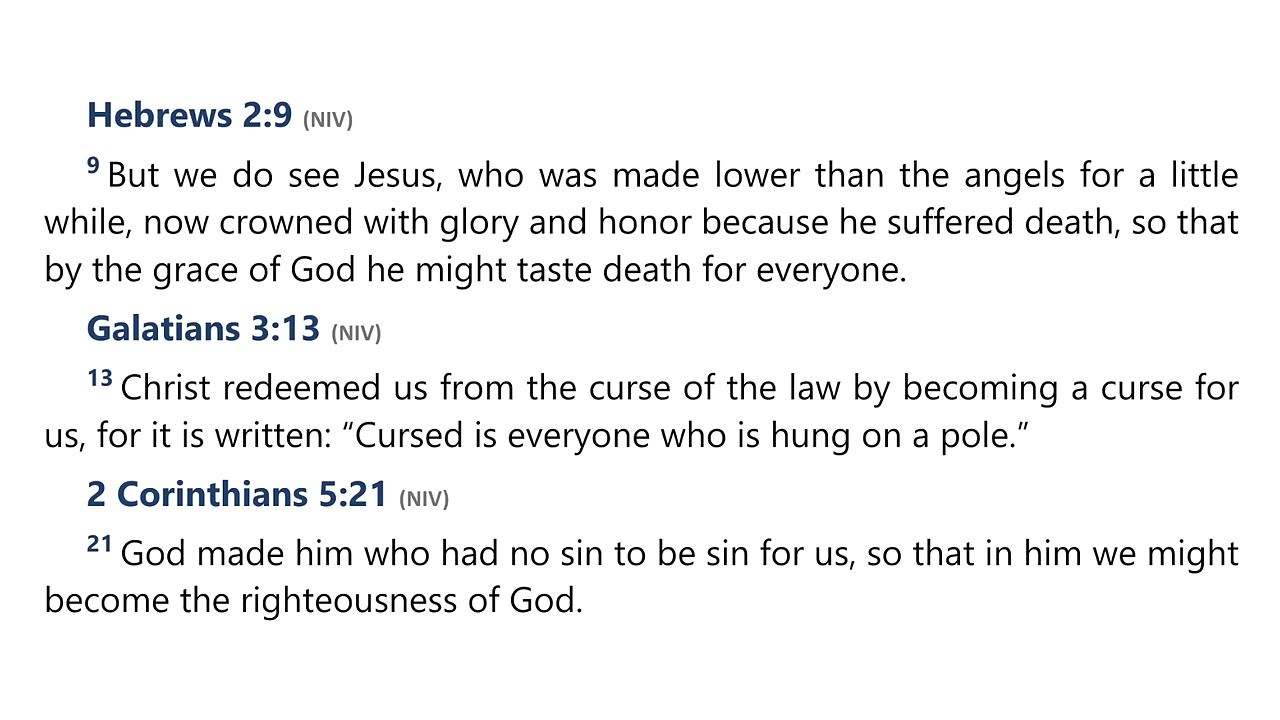 Hebrews 2:9 (NIV)
9 But we do see Jesus, who was made lower than the angels for a little
while, now crowned with glory and honor because he suffered death, so that
by the grace of God he might taste death for everyone.
Galatians 3:13 (NIV)
13 Christ redeemed us from the curse of the law by becoming a curse for
us, for it is written: “Cursed is everyone who is hung on a pole.”
2 Corinthians 5:21 (NIV)
21 God made him who had no sin to be sin for us, so that in him we might
become the righteousness of God.